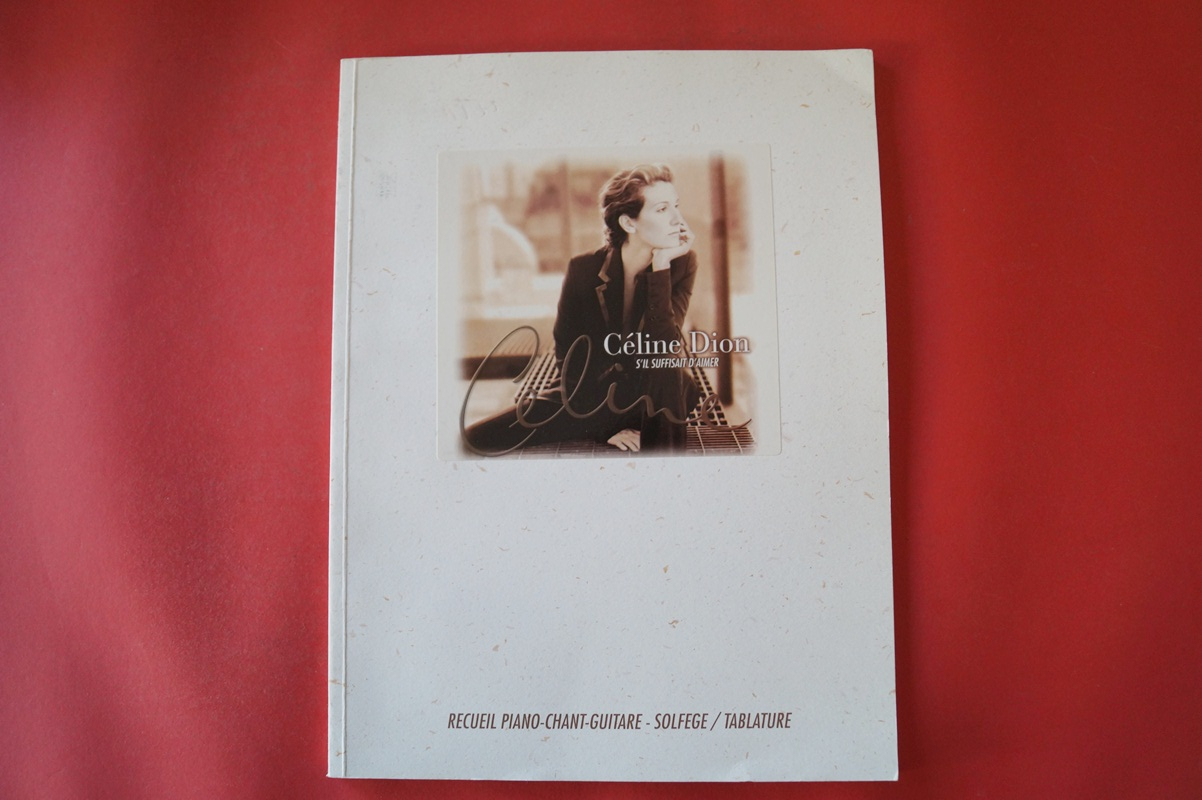 Céline Dion
S'IL SUFFISAIT D'AIMER
Céline
RECUEIL PIANO-CHANT-GUITARE - SOLFEGE / TABLATURE